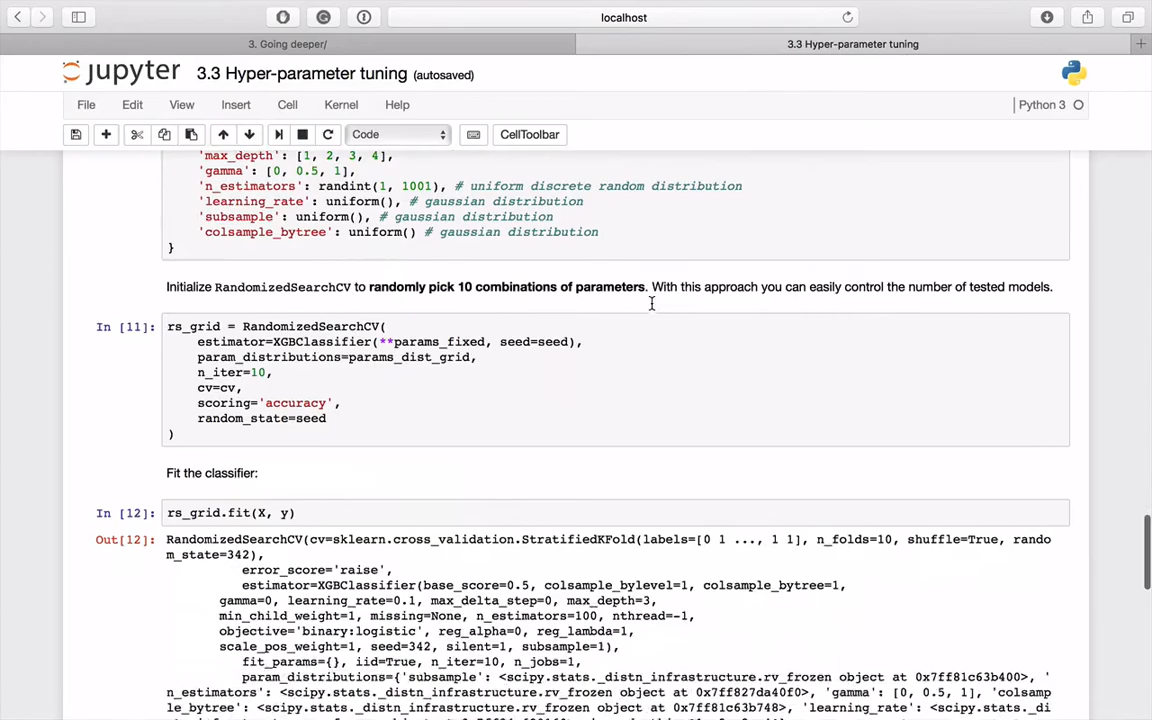 localhost
3. Going deeper/
3.3 Hyper-parameter tuning
jupyter 3.3 Hyper-parameter tuning (autosaved)
File Edit View Insert Cell Kernel Help
Python 3
Code
CellToolbar
'max_depth': [1, 2, 3, 4],
'gamma': [0, 0.5, 1],
'n_estimators': randint(1, 1001), # uniform discrete random distribution
'learning_rate': uniform(), # gaussian distribution
'subsample': uniform(), # gaussian distribution
'colsample_bytree': uniform() # gaussian distribution
}
Initialize RandomizedSearchCV to randomly pick 10 combinations of parameters. With this approach you can easily control the number of tested models.
In [11]: rs_grid = RandomizedSearchCV(
estimator=XGBClassifier(**params_fixed, seed=seed),
param_distributions=params_dist_grid,
n_iter=10,
cv=cv,
scoring='accuracy',
random_state=seed
)
Fit the classifier:
In [12]: rs_grid.fit(X, y)
Out[12]: RandomizedSearchCV(cv=sklearn.cross_validation.StratifiedKFold(labels=[0 1 ..., 1 1], n_folds=10, shuffle=True, rando
m_state=342),
error_score='raise',
estimator=XGBClassifier(base_score=0.5, colsample_bylevel=1, colsample_bytree=1,
gamma=0, learning_rate=0.1, max_delta_step=0, max_depth=3,
min_child_weight=1, missing=None, n_estimators=100, nthread=-1,
objective='binary:logistic', reg_alpha=0, reg_lambda=1,
scale_pos_weight=1, seed=342, silent=1, subsample=1),
fit_params={}, iid=True, n_iter=10, n_jobs=1,
param_distributions={'subsample': <scipy.stats._distn_infrastructure.rv_frozen object at 0x7ff81c63b400>, '
n_estimators': <scipy.stats._distn_infrastructure.rv_frozen object at 0x7ff827da40f0>, 'gamma': [0, 0.5, 1], 'colsamp
le_bytree': <scipy.stats._distn_infrastructure.rv_frozen object at 0x7ff81c63b748>, 'learning_rate': <scipy.stats._di